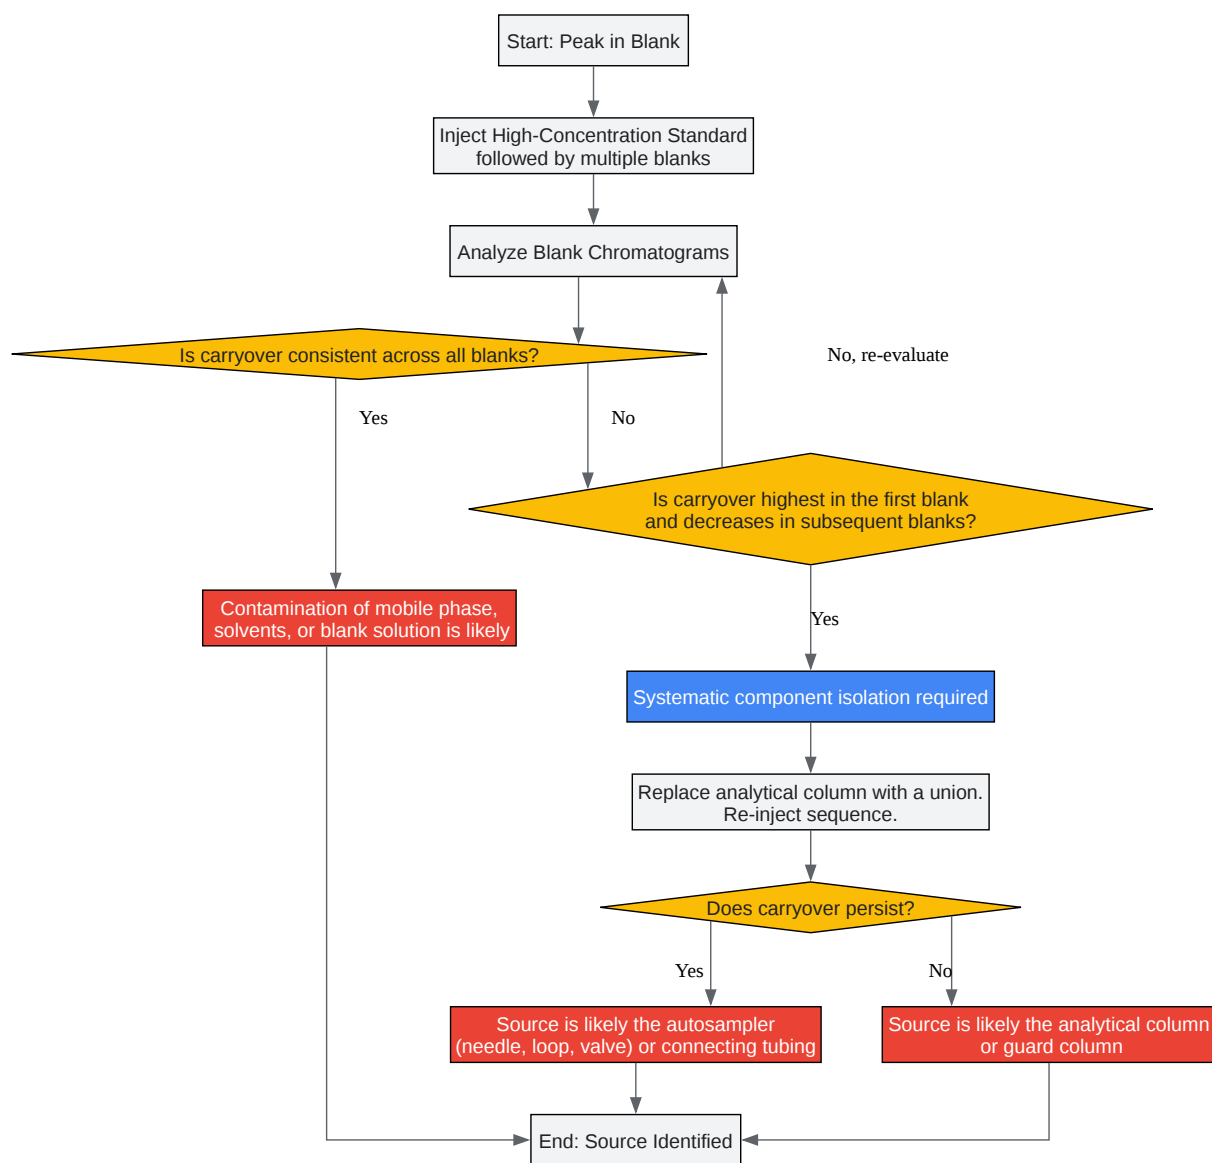 Start: Peak in Blank
Inject High-Concentration Standard
followed by multiple blanks
Analyze Blank Chromatograms
Is carryover consistent across all blanks?
No, re-evaluate
Yes
No
Is carryover highest in the first blank
and decreases in subsequent blanks?
Contamination of mobile phase,
solvents, or blank solution is likely
Yes
Systematic component isolation required
Replace analytical column with a union.
Re-inject sequence.
Does carryover persist?
Yes
No
Source is likely the autosampler
(needle, loop, valve) or connecting tubing
Source is likely the analytical column
or guard column
End: Source Identified